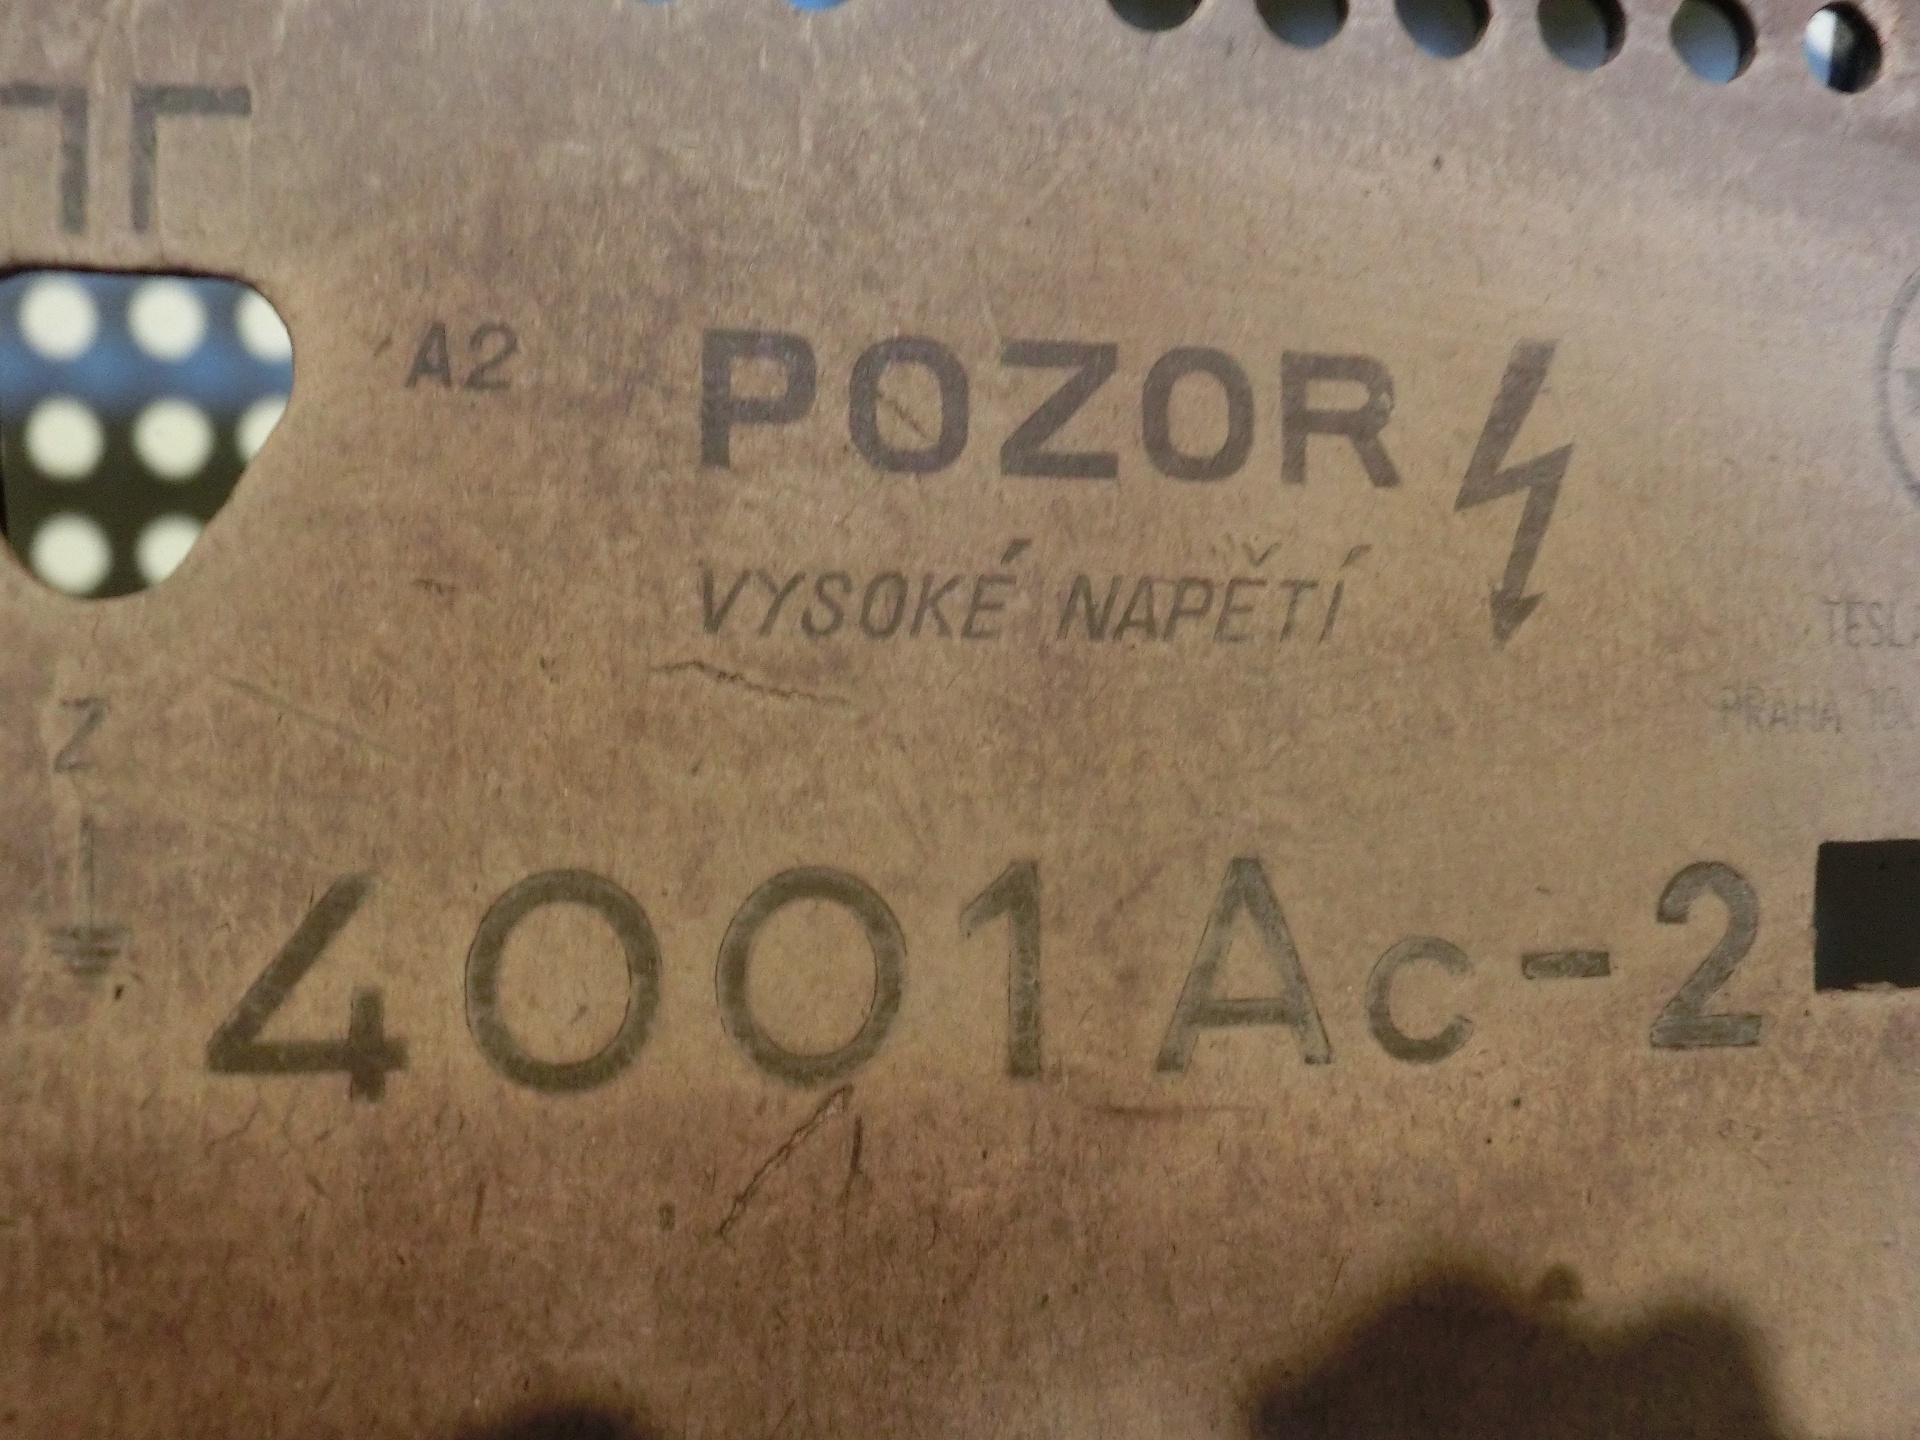 A2
POZOR
VYSOKÉ NAPĚTÍ
TESLA
PRAHA
Z
4001Ac-2